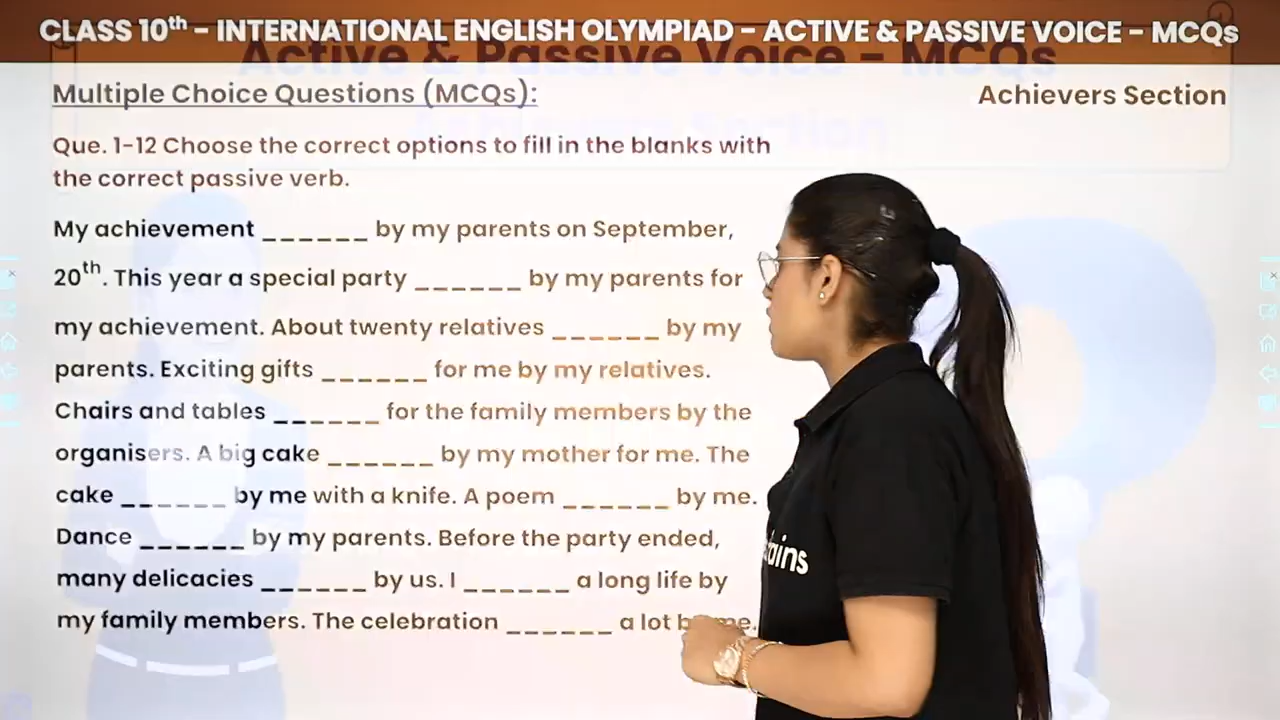 CLASS 10th - INTERNATIONAL ENGLISH OLYMPIAD - ACTIVE & PASSIVE VOICE - MCQs
Active & Passive Voice - MCQs
Multiple Choice Questions (MCQs):
Achievers Section
Que. 1-12 Choose the correct options to fill in the blanks with
the correct passive verb.
My achievement ______ by my parents on September,
20th. This year a special party ______ by my parents for
my achievement. About twenty relatives ______ by my
parents. Exciting gifts ______ for me by my relatives.
Chairs and tables ______ for the family members by the
organisers. A big cake ______ by my mother for me. The
cake ______ by me with a knife. A poem ______ by me.
Dance ______ by my parents. Before the party ended,
many delicacies ______ by us. I ______ a long life by
my family members. The celebration ______ a lot me.